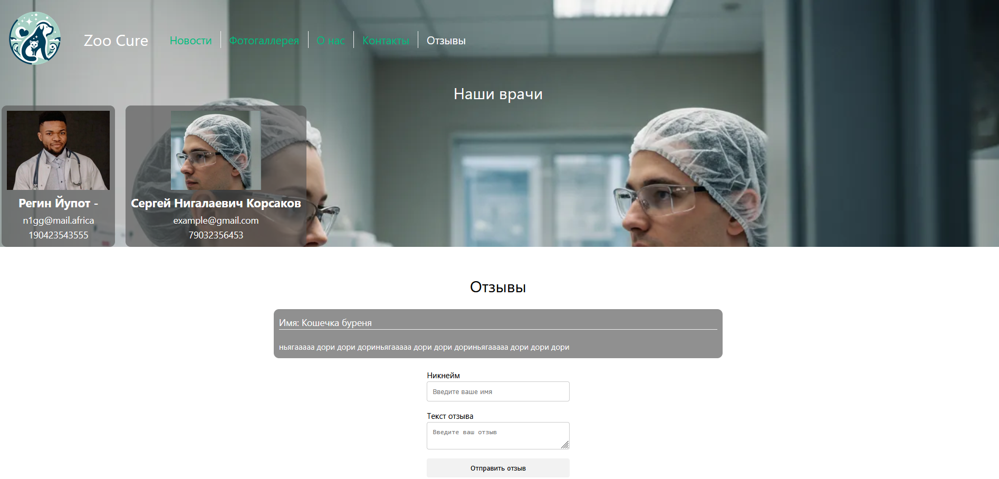 Zoo Cure
Новости
Фотогаллерея
О нас
Контакты
Отзывы
Наши врачи
Регин Йупот -
n1gg@mail.africa
190423543555
Сергей Нигалаевич Корсаков
example@gmail.com
79032356453
Отзывы
Имя: Кошечка буреня
ньягааааа дори дори дориньягааааа дори дори дориньягааааа дори дори дори
Никнейм
Введите ваше имя
Текст отзыва
Введите ваш отзыв
Отправить отзыв